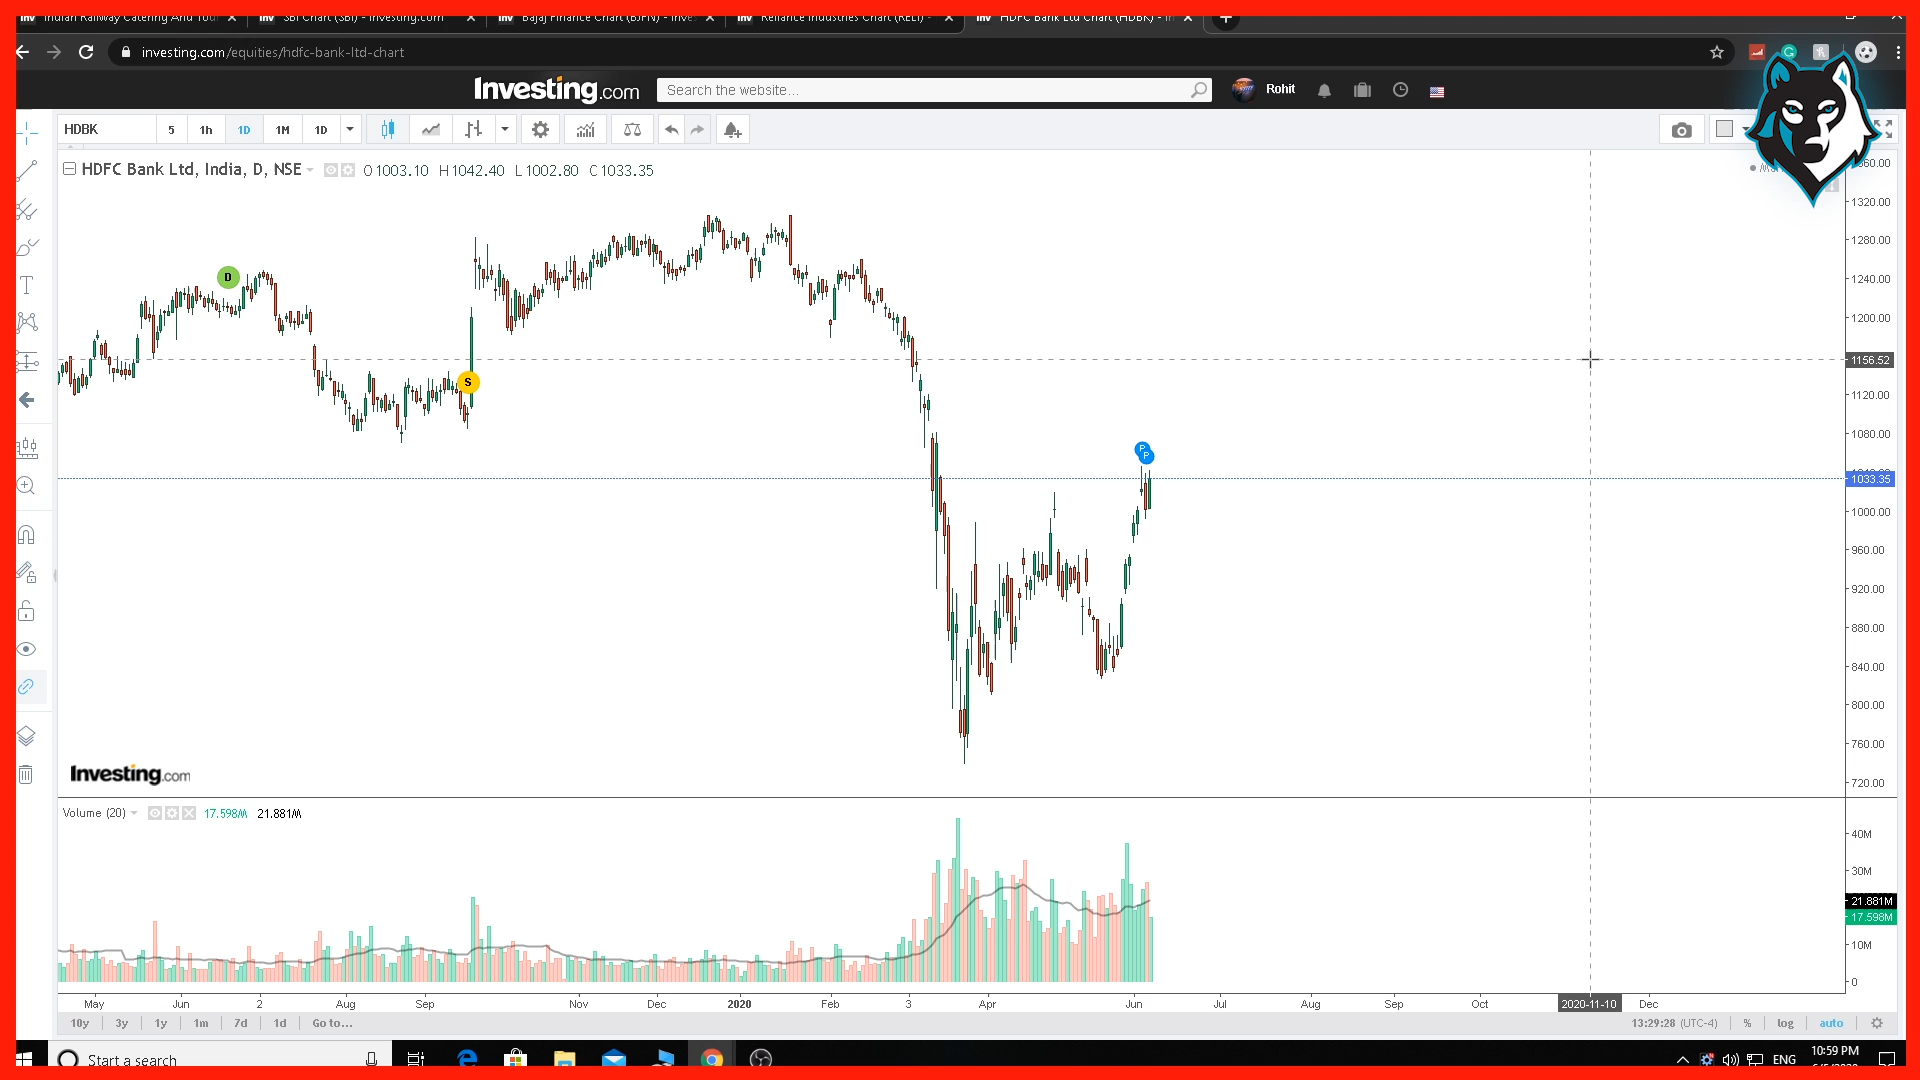 Indian Railway Catering And Tour
SBI Chart (SBI) - Investing.com
Bajaj Finance Chart (BJFN) - Inves
Reliance Industries Chart (RELI) -
HDFC Bank Ltd Chart (HDBK) - In
investing.com/equities/hdfc-bank-ltd-chart
Investing.com
Search the website...
Rohit
HDBK 5 1h 1D 1M 1D
HDFC Bank Ltd, India, D, NSE O 1003.10 H 1042.40 L 1002.80 C 1033.35
1320.00
1280.00
1240.00
1200.00
1156.52
1120.00
1080.00
1033.35
1000.00
960.00
920.00
880.00
840.00
800.00
760.00
720.00
D
S
P
P
Investing.com
Volume (20) 17.598M 21.881M
40M
30M
21.881M
17.598M
10M
0
May Jun 2 Aug Sep Nov Dec 2020 Feb 3 Apr Jun Jul Aug Sep Oct 2020-11-10 Dec
10y 3y 1y 1m 7d 1d Go to... 13:29:28 (UTC-4) % log auto
Start a search
ENG
10:59 PM